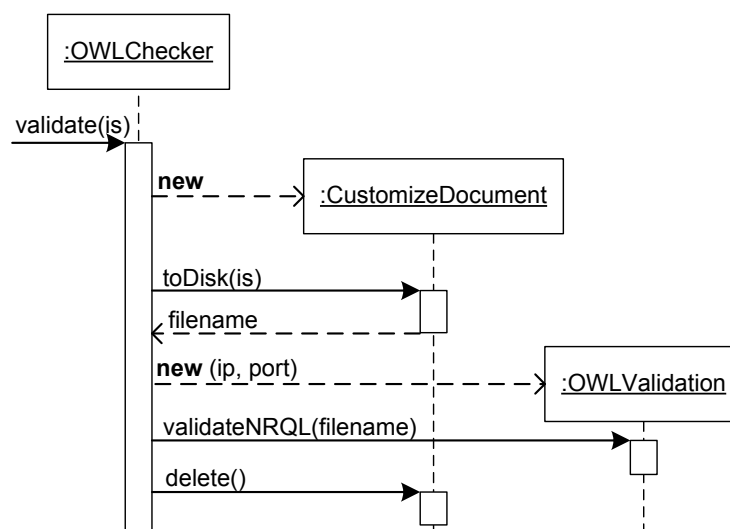 :OWLChecker
validate(is)
new
:CustomizeDocument
toDisk(is)
filename
new (ip, port)
:OWLValidation
validateNRQL(filename)
delete()